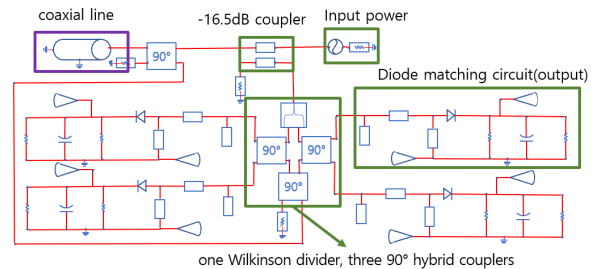 coaxial line
-16.5dB coupler
Input power
90°
Diode matching circuit(output)
90°
90°
90°
one Wilkinson divider, three 90° hybrid couplers